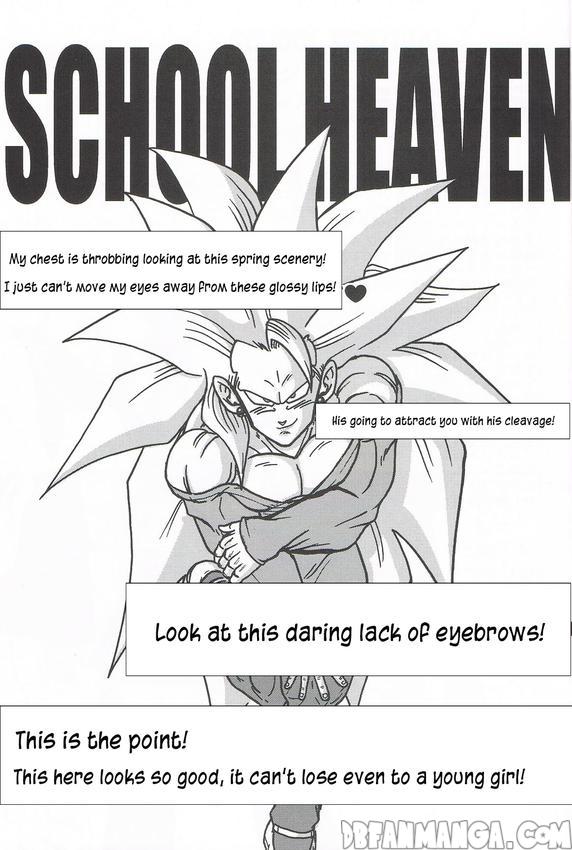 SCHOOL HEAVEN
My chest is throbbing looking at this spring scenery!
I just can't move my eyes away from these glossy lips!
His going to attract you with his cleavage!
Look at this daring lack of eyebrows!
This is the point!
This here looks so good, it can't lose even to a young girl!
DBFANMANGA.COM